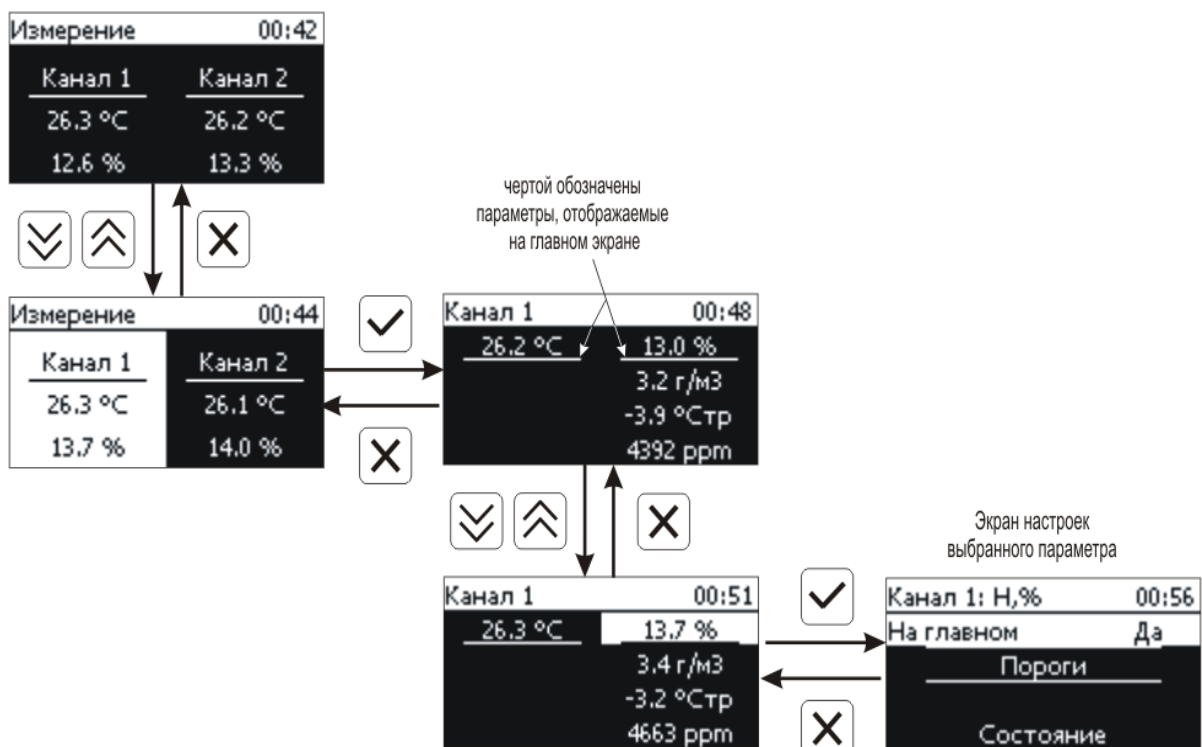 Измерение 00:42
Канал 1 Канал 2
26.3 °C 26.2 °C
12.6 % 13.3 %
чертой обозначены
параметры, отображаемые
на главном экране
Измерение 00:44
Канал 1 Канал 2
26.3 °C 26.1 °C
13.7 % 14.0 %
Канал 1 00:48
26.2 °C 13.0 %
3.2 г/м3
-3.9 °Cтр
4392 ppm
Канал 1 00:51
26.3 °C 13.7 %
3.4 г/м3
-3.2 °Cтр
4663 ppm
Экран настроек
выбранного параметра
Канал 1: H,% 00:56
На главном Да
Пороги
Состояние